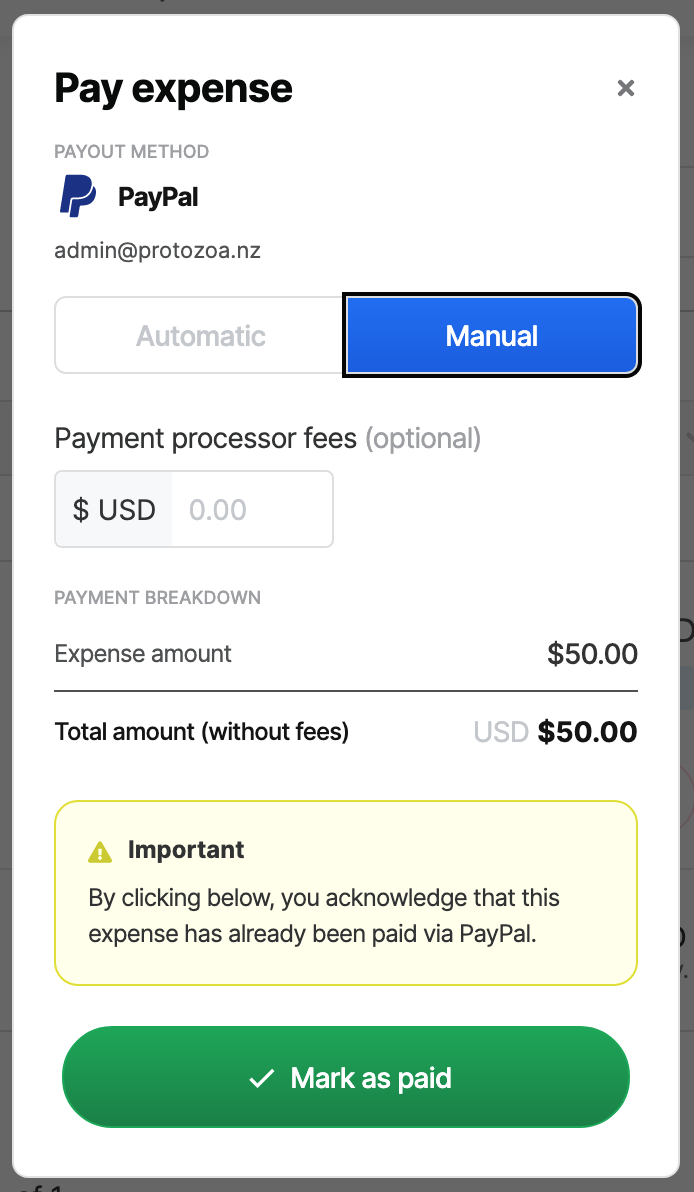 Pay expense
PAYOUT METHOD
PayPal
admin@protozoa.nz
Automatic
Manual
Payment processor fees (optional)
$ USD 0.00
PAYMENT BREAKDOWN
Expense amount $50.00
Total amount (without fees) USD $50.00
Important
By clicking below, you acknowledge that this
expense has already been paid via PayPal.
Mark as paid